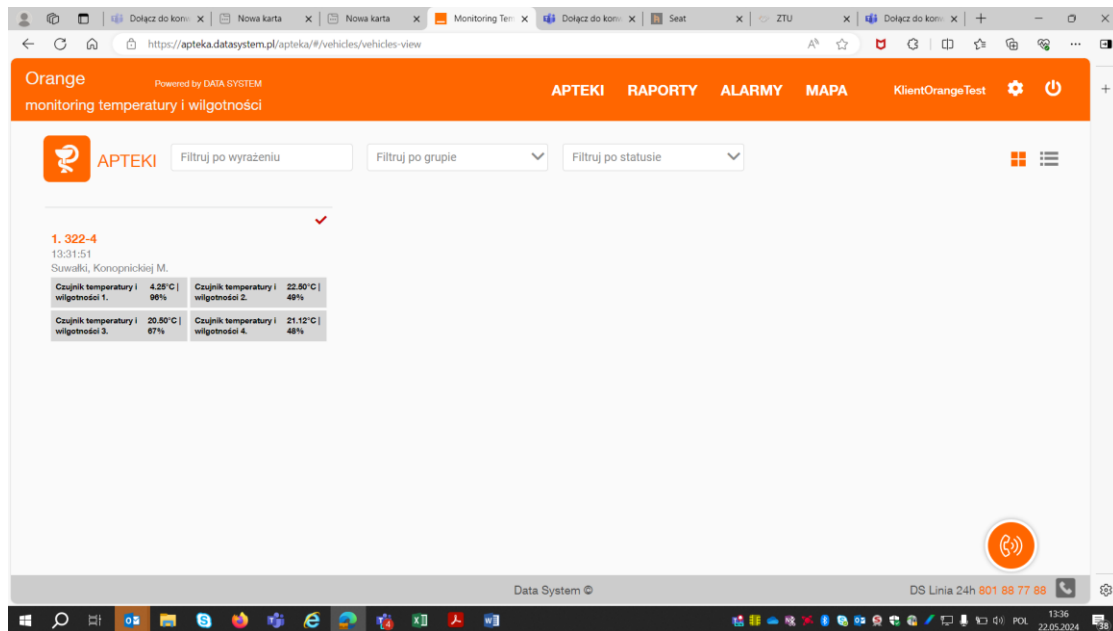 Dołącz do konw
Nowa karta
Nowa karta
Monitoring Tem
Dołącz do konw
Seat
ZTU
Dołącz do konw
https://apteka.datasystem.pl/apteka/#/vehicles/vehicles-view
Orange
Powered by DATA SYSTEM
monitoring temperatury i wilgotności
APTEKI RAPORTY ALARMY MAPA KlientOrangeTest
APTEKI
Filtruj po wyrażeniu
Filtruj po grupie
Filtruj po statusie
1. 322-4
13:31:51
Suwałki, Konopnickiej M.
Czujnik temperatury i wilgotności 1. 4.25°C | 96%
Czujnik temperatury i wilgotności 2. 22.50°C | 49%
Czujnik temperatury i wilgotności 3. 20.50°C | 67%
Czujnik temperatury i wilgotności 4. 21.12°C | 48%
Data System ©
DS Linia 24h 801 88 77 88
POL
13:36
22.05.2024
38